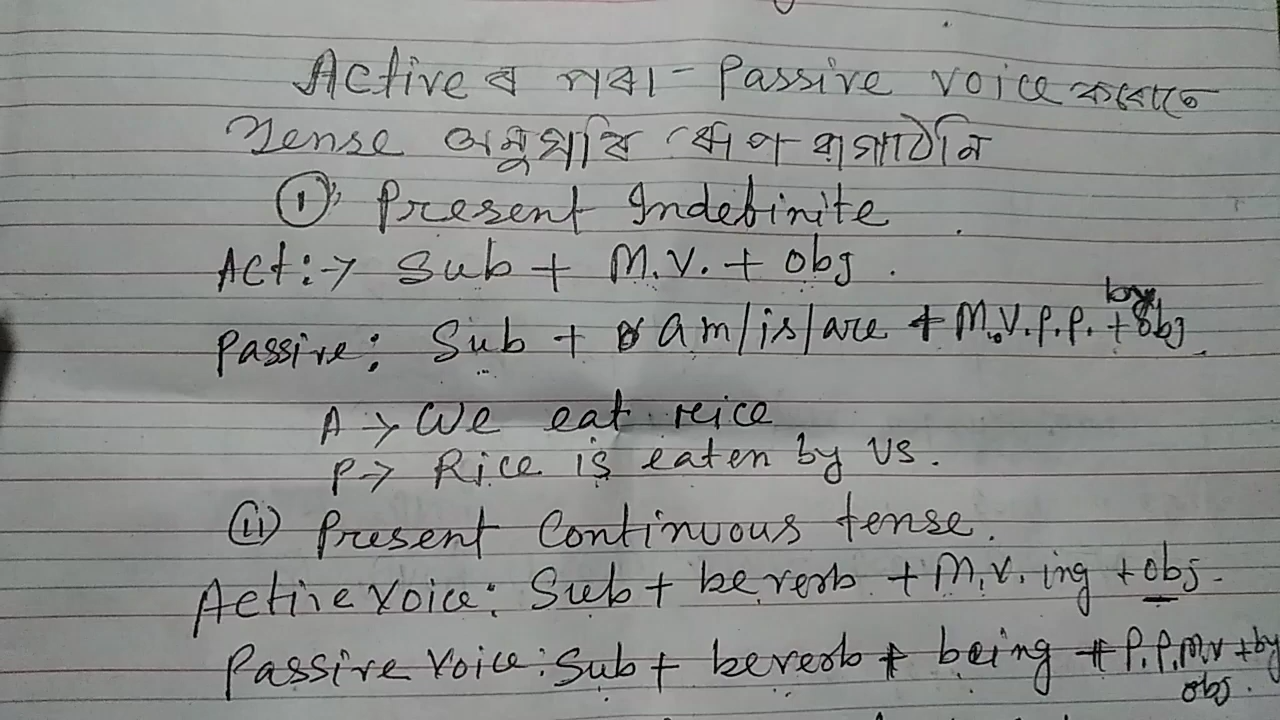 Active ৰ পৰা - Passive voice কৰোতে
Tense অনুযায়ি
① Present Indefinite
Act :→ Sub + M.V. + obj .
Passive : Sub + am/is/are + M.V.P.P. + by obj
A → We eat rice
P → Rice is eaten by us .
(ii) Present Continuous tense.
Active Voice : Sub + be verb + M.V. ing + obj.
Passive Voice : Sub + be verb + being + P.P.M.V + by
obj .